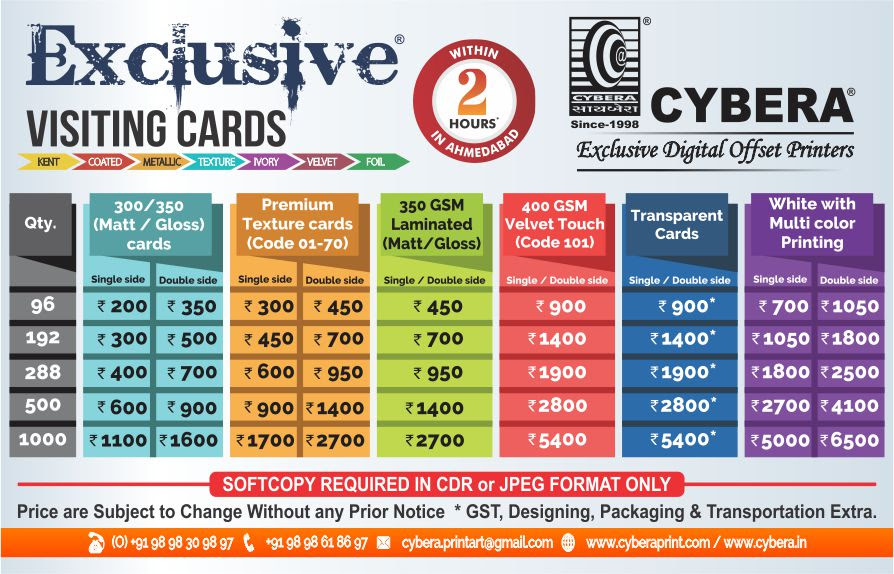 Exclusive®
VISITING CARDS
KENT COATED METALLIC TEXTURE IVORY VELVET FOIL
WITHIN
2
HOURS*
IN AHMEDABAD
@
CYBERA
सायबेरा
Since-1998
®
CYBERA®
Exclusive Digital Offset Printers
Qty.
300/350
(Matt / Gloss)
cards
Premium
Texture cards
(Code 01-70)
350 GSM
Laminated
(Matt/Gloss)
400 GSM
Velvet Touch
(Code 101)
Transparent
Cards
White with
Multi color
Printing
Single side Double side Single side Double side Single / Double side Single / Double side Single / Double side Single side Double side
96 ₹ 200 ₹ 350 ₹ 300 ₹ 450 ₹ 450 ₹ 900 ₹ 900* ₹ 700 ₹ 1050
192 ₹ 300 ₹ 500 ₹ 450 ₹ 700 ₹ 700 ₹ 1400 ₹ 1400* ₹ 1050 ₹ 1800
288 ₹ 400 ₹ 700 ₹ 600 ₹ 950 ₹ 950 ₹ 1900 ₹ 1900* ₹ 1800 ₹ 2500
500 ₹ 600 ₹ 900 ₹ 900 ₹ 1400 ₹ 1400 ₹ 2800 ₹ 2800* ₹ 2700 ₹ 4100
1000 ₹ 1100 ₹ 1600 ₹ 1700 ₹ 2700 ₹ 2700 ₹ 5400 ₹ 5400* ₹ 5000 ₹ 6500
SOFTCOPY REQUIRED IN CDR or JPEG FORMAT ONLY
Price are Subject to Change Without any Prior Notice * GST, Designing, Packaging & Transportation Extra.
(O) +91 98 98 30 98 97 +91 98 98 61 86 97 cybera.printart@gmail.com www.cyberaprint.com / www.cybera.in